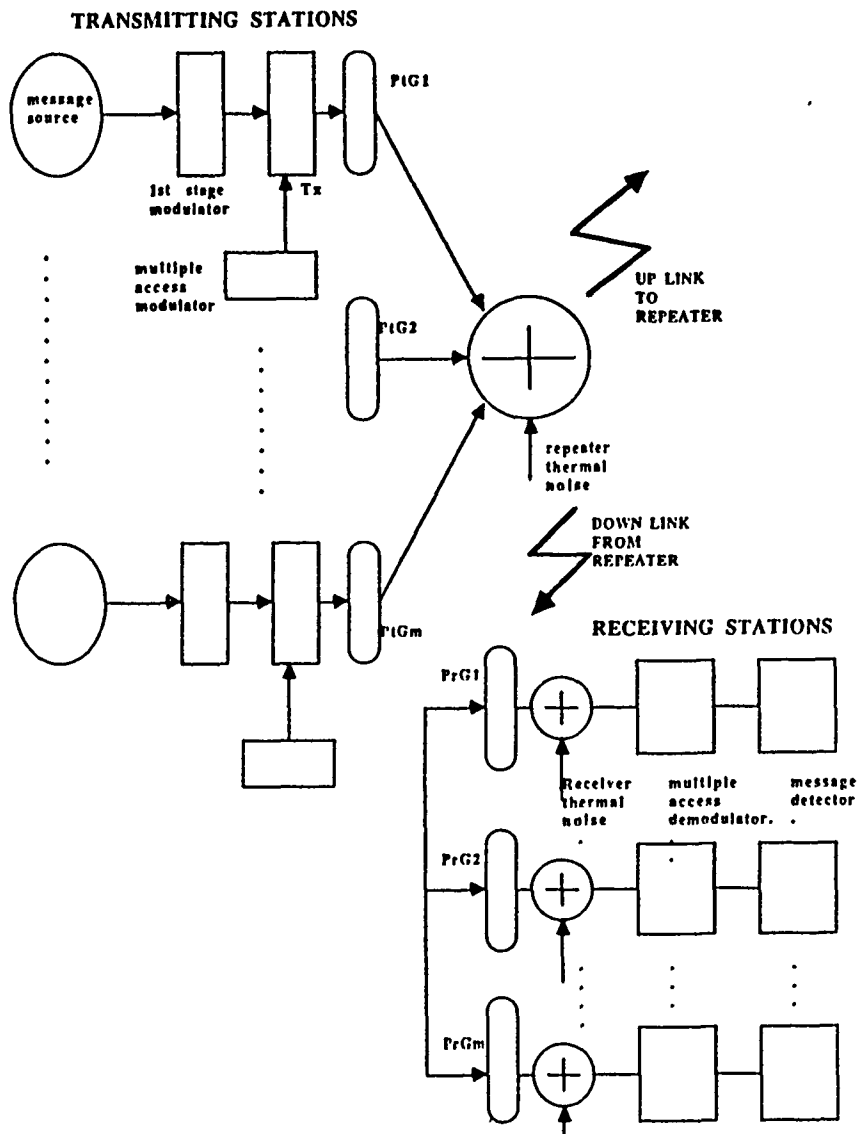 TRANSMITTING STATIONS
message
source
PtG1
1st stage
modulator
Tx
multiple
access
modulator
UP LINK
TO
REPEATER
PtG2
repeater
thermal
noise
DOWN LINK
FROM
REPEATER
PtGm
RECEIVING STATIONS
PrG1
Receiver
thermal
noise
multiple
access
demodulator.
message
detector
PrG2
PrGm